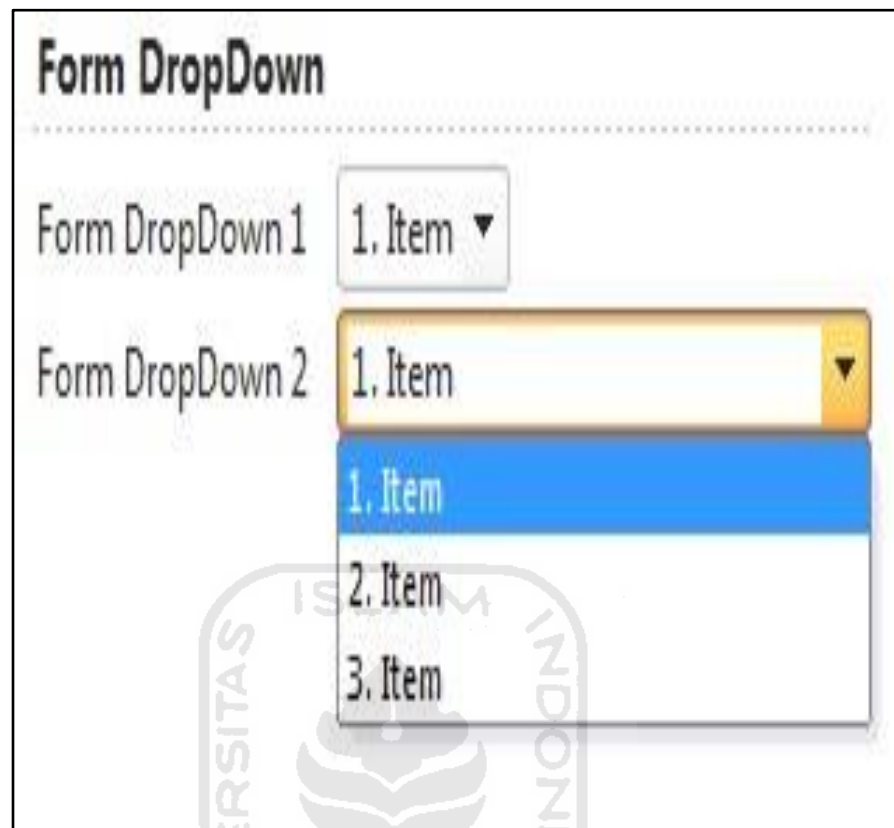 Form DropDown
Form DropDown 1 1. Item
Form DropDown 2 1. Item
1. Item
2. Item
3. Item